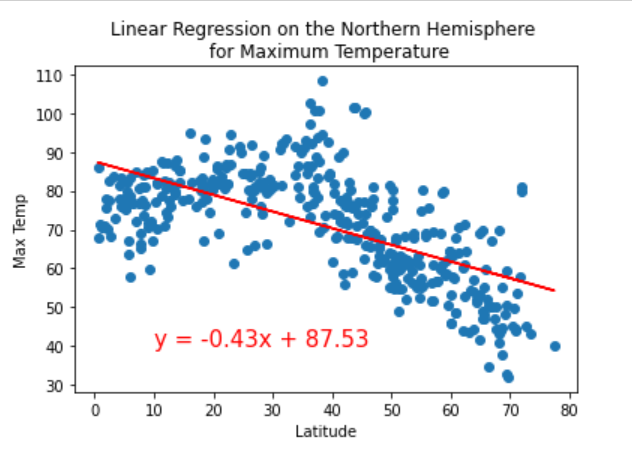 Linear Regression on the Northern Hemisphere
for Maximum Temperature
110
100
90
80
70
60
50
40
30
Max Temp
y = -0.43x + 87.53
0 10 20 30 40 50 60 70 80
Latitude